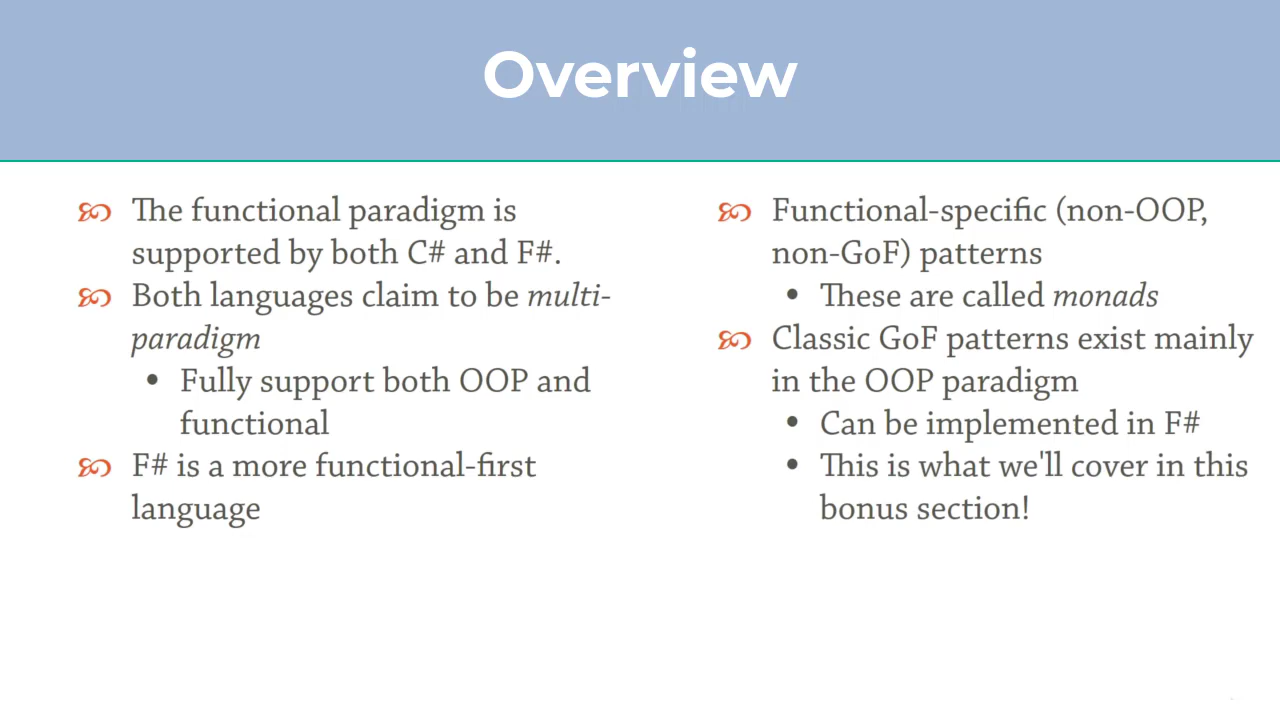 Overview
The functional paradigm is
supported by both C# and F#.
Both languages claim to be multi-
paradigm
• Fully support both OOP and
functional
F# is a more functional-first
language
Functional-specific (non-OOP,
non-GoF) patterns
• These are called monads
Classic GoF patterns exist mainly
in the OOP paradigm
• Can be implemented in F#
• This is what we'll cover in this
bonus section!